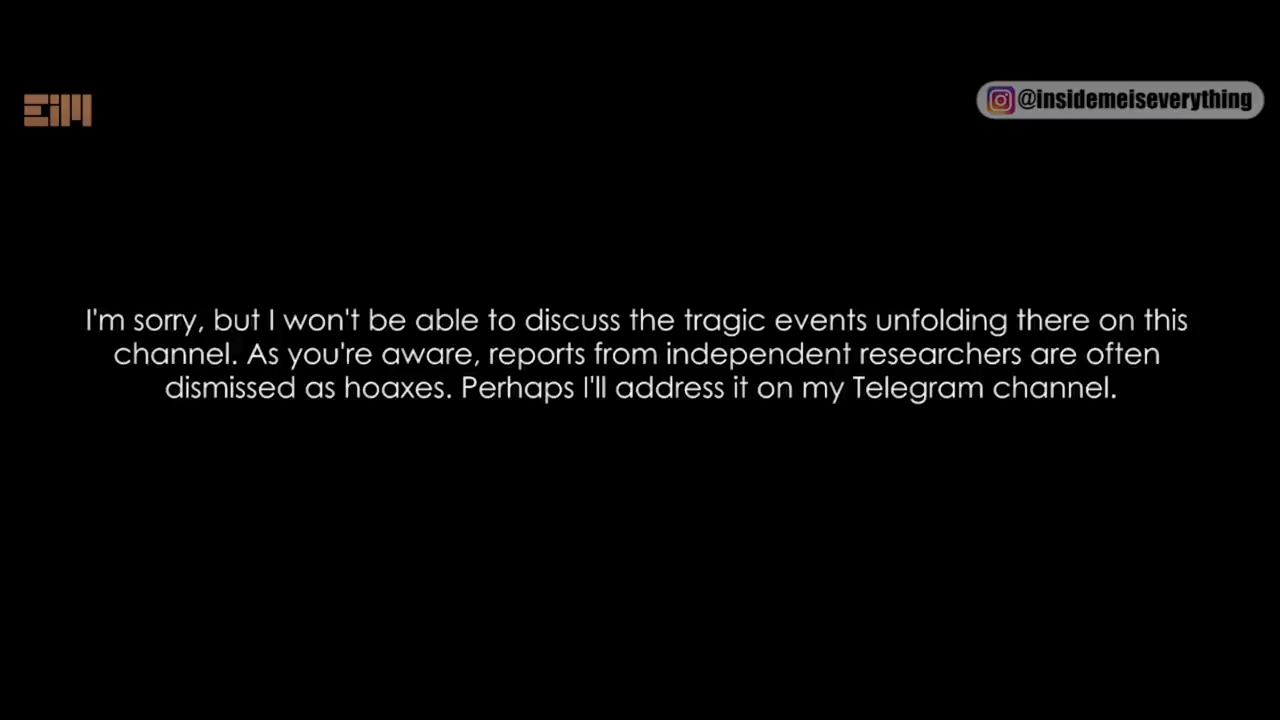 EiM
@insidemeiseverything
I'm sorry, but I won't be able to discuss the tragic events unfolding there on this
channel. As you're aware, reports from independent researchers are often
dismissed as hoaxes. Perhaps I'll address it on my Telegram channel.